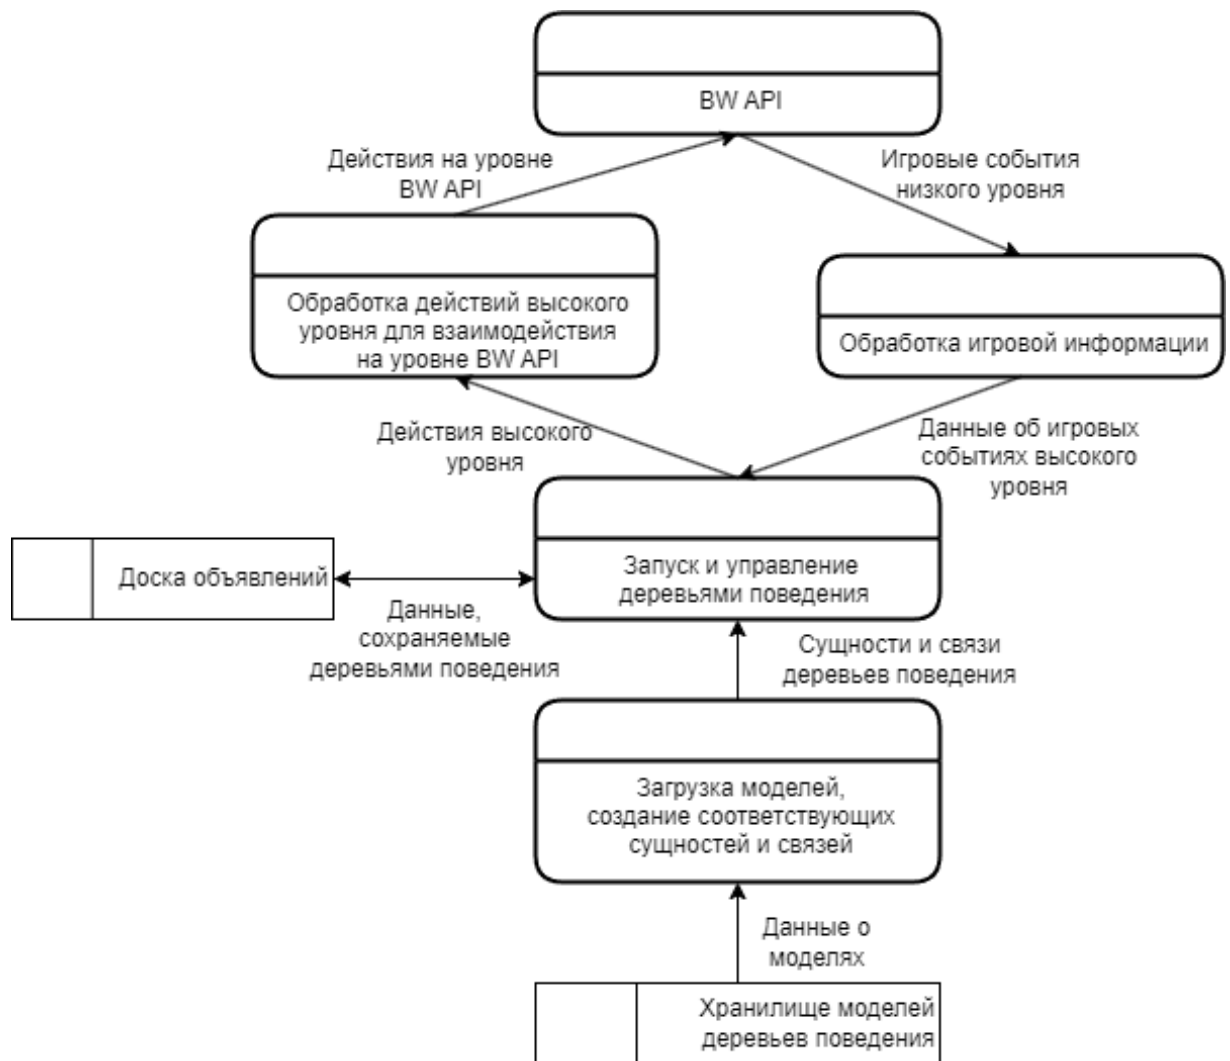 BW API
Действия на уровне
BW API
Игровые события
низкого уровня
Обработка действий высокого
уровня для взаимодействия
на уровне BW API
Обработка игровой информации
Действия высокого
уровня
Данные об игровых
событиях высокого
уровня
Доска объявлений
Запуск и управление
деревьями поведения
Данные,
сохраняемые
деревьями поведения
Сущности и связи
деревьев поведения
Загрузка моделей,
создание соответствующих
сущностей и связей
Данные о
моделях
Хранилище моделей
деревьев поведения